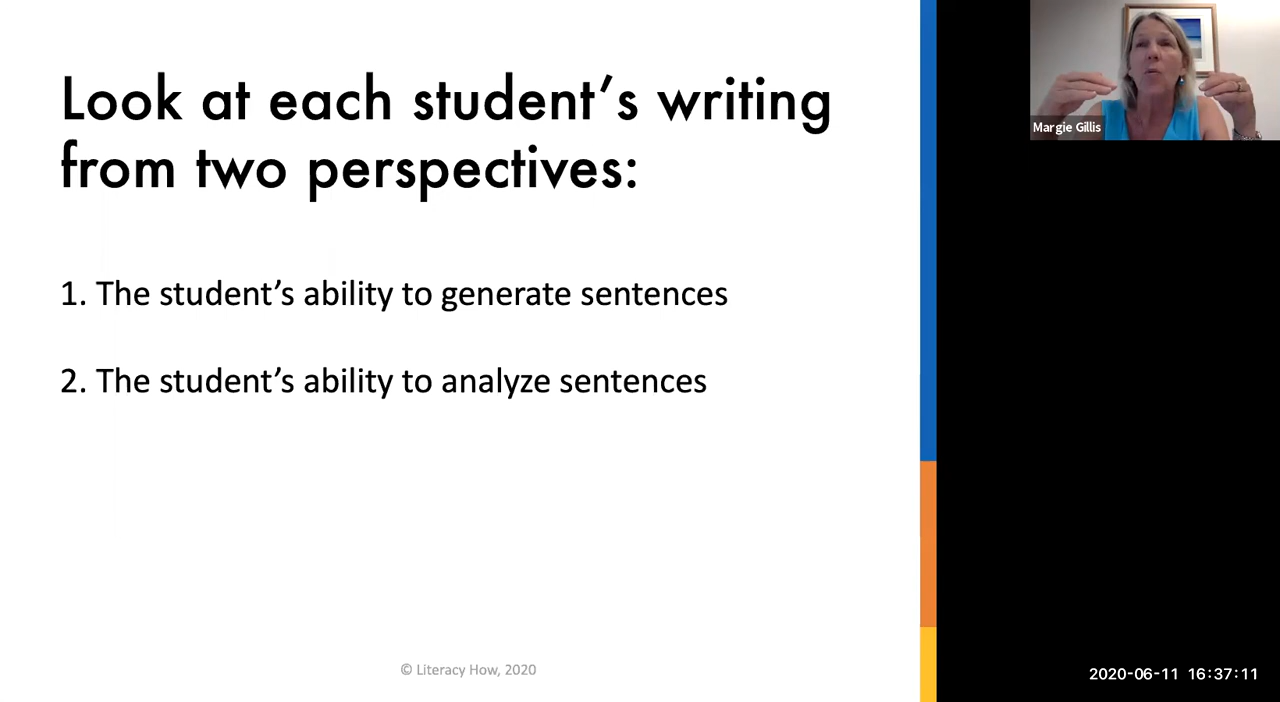 Look at each student’s writing
from two perspectives:
1. The student’s ability to generate sentences
2. The student’s ability to analyze sentences
© Literacy How, 2020
Margie Gillis
2020-06-11 16:37:11